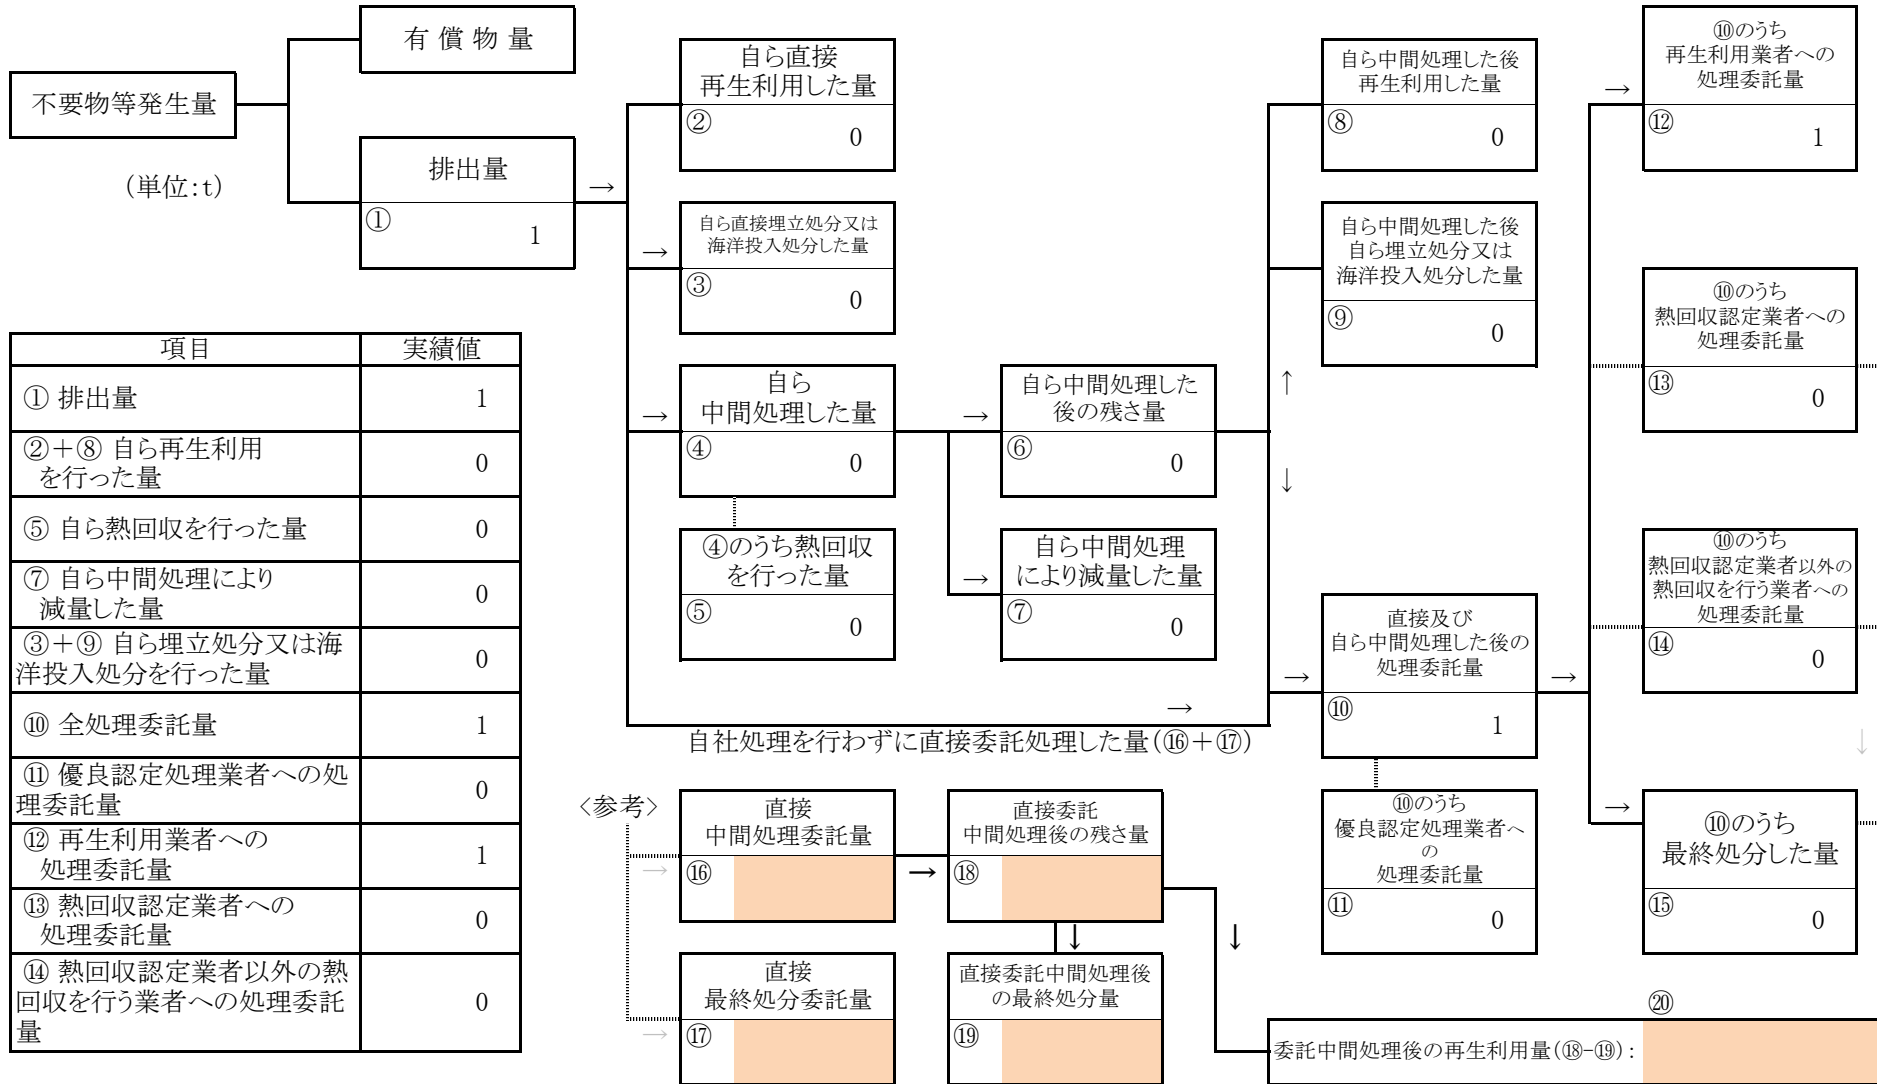 有 償 物 量
不要物等発生量
(単位:t)
排出量
① 1
→
自ら直接
再生利用した量
② 0
→
自ら直接埋立処分又は
海洋投入処分した量
③ 0
→
自ら
中間処理した量
④ 0
④のうち熱回収
を行った量
⑤ 0
→
自ら中間処理した
後の残さ量
⑥ 0
→
自ら中間処理
により減量した量
⑦ 0
↑
↓
自ら中間処理した後
再生利用した量
⑧ 0
自ら中間処理した後
自ら埋立処分又は
海洋投入処分した量
⑨ 0
→
自社処理を行わずに直接委託処理した量(⑯+⑰)
→
直接及び
自ら中間処理した後の
処理委託量
⑩ 1
→
⑩のうち
優良認定処理業者へ
の
処理委託量
⑪ 0
→
⑩のうち
再生利用業者への
処理委託量
⑫ 1
⑩のうち
熱回収認定業者への
処理委託量
⑬ 0
⑩のうち
熱回収認定業者以外の
熱回収を行う業者への
処理委託量
⑭ 0
↓
→
⑩のうち
最終処分した量
⑮ 0
項目 実績値
① 排出量 1
②+⑧ 自ら再生利用
を行った量 0
⑤ 自ら熱回収を行った量 0
⑦ 自ら中間処理により
減量した量 0
③+⑨ 自ら埋立処分又は海
洋投入処分を行った量 0
⑩ 全処理委託量 1
⑪ 優良認定処理業者への処
理委託量 0
⑫ 再生利用業者への
処理委託量 1
⑬ 熱回収認定業者への
処理委託量 0
⑭ 熱回収認定業者以外の熱
回収を行う業者への処理委託
量 0
〈参考〉
→
直接
中間処理委託量
⑯
→
直接委託
中間処理後の残さ量
⑱
↓
↓
→
直接
最終処分委託量
⑰
直接委託中間処理後
の最終処分量
⑲
⑳
委託中間処理後の再生利用量(⑱-⑲):